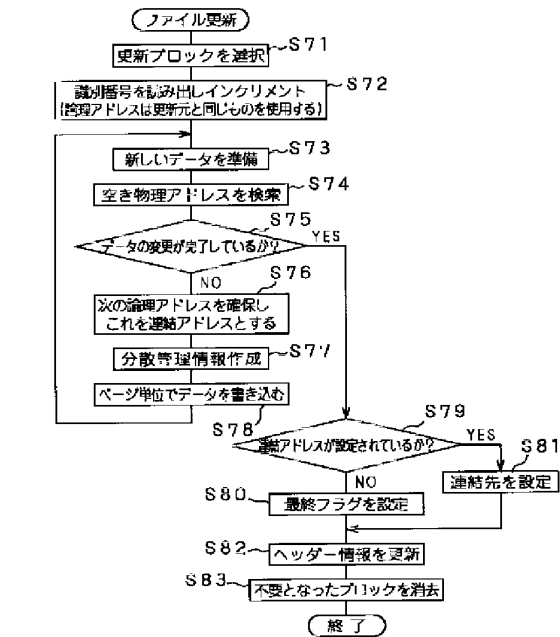 ファイル更新
更新ブロックを選択
S71
識別番号を読み出しインクリメント
(論理アドレスは更新元と同じものを使用する)
S72
新しいデータを準備
S73
空き物理アドレスを検索
S74
データの変更が完了しているか?
S75
YES
NO
次の論理アドレスを確保し
これを連結アドレスとする
S76
分散管理情報作成
S77
ページ単位でデータを書き込む
S78
連結アドレスが設定されているか?
S79
YES
NO
S80
最終フラグを設定
連結先を設定
S81
S82
ヘッダー情報を更新
S83
不要となったブロックを消去
終了